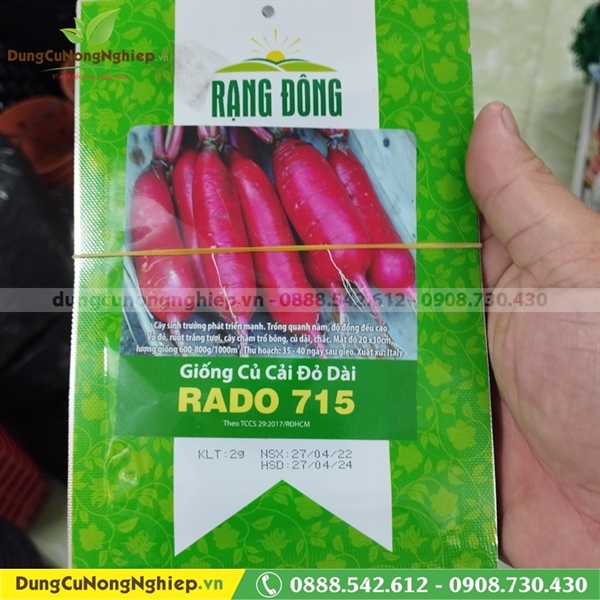 DungCuNongNghiep.vn
RẠNG ĐÔNG
dungcunongnghiep.vn - 0888.542.612 - 0908.730.430
Cây sinh trưởng phát triển mạnh. Trồng quanh năm, độ đồng đều cao.
Vỏ đỏ, ruột trắng tươi, cây chậm trổ bông, củ dài, chắc. Mật độ 20 x30cm
lượng giống 600-800g/1000m². Thu hoạch: 35 - 40 ngày sau gieo. Xuất xứ: Italy
Giống Củ Cải Đỏ Dài
RADO 715
Theo TCCS 29:2017/RĐHCM
KLT:2g NSX:27/04/22
HSD:27/04/24
DungCuNongNghiep.vn 0888.542.612 - 0908.730.430